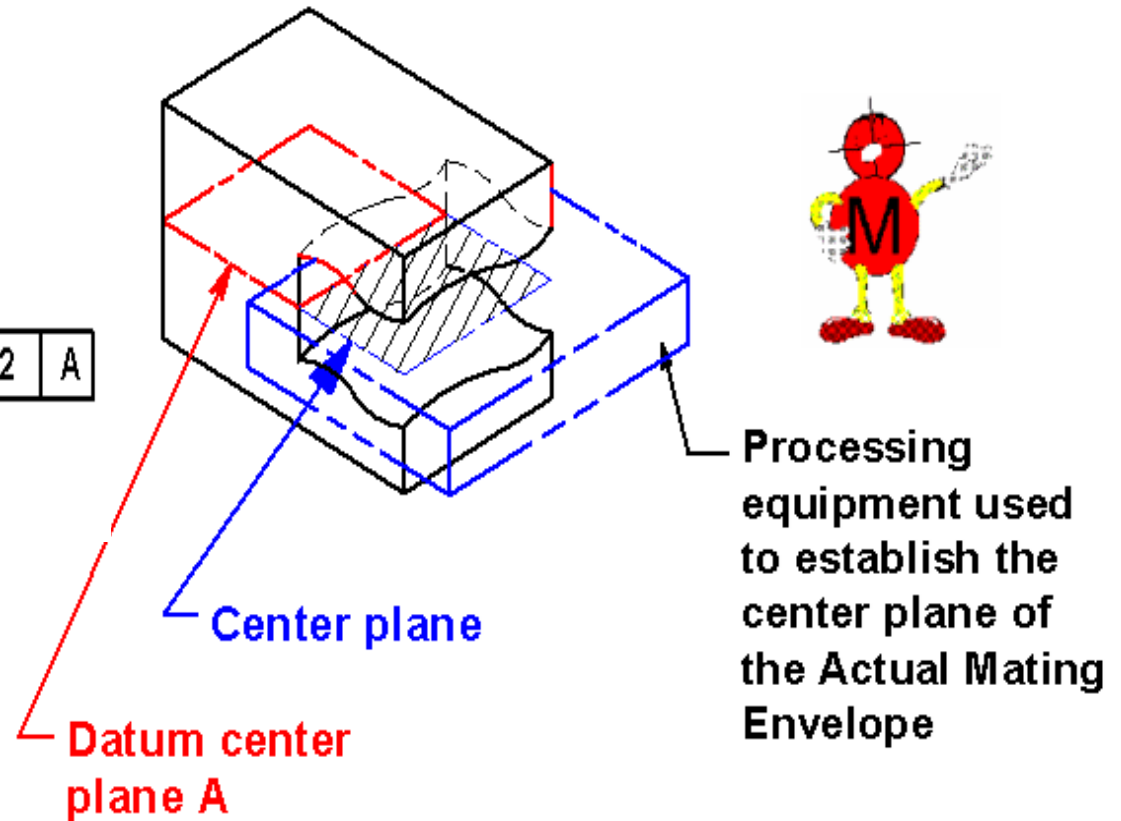 M
2 A
Processing
equipment used
to establish the
center plane of
the Actual Mating
Envelope
Center plane
Datum center
plane A